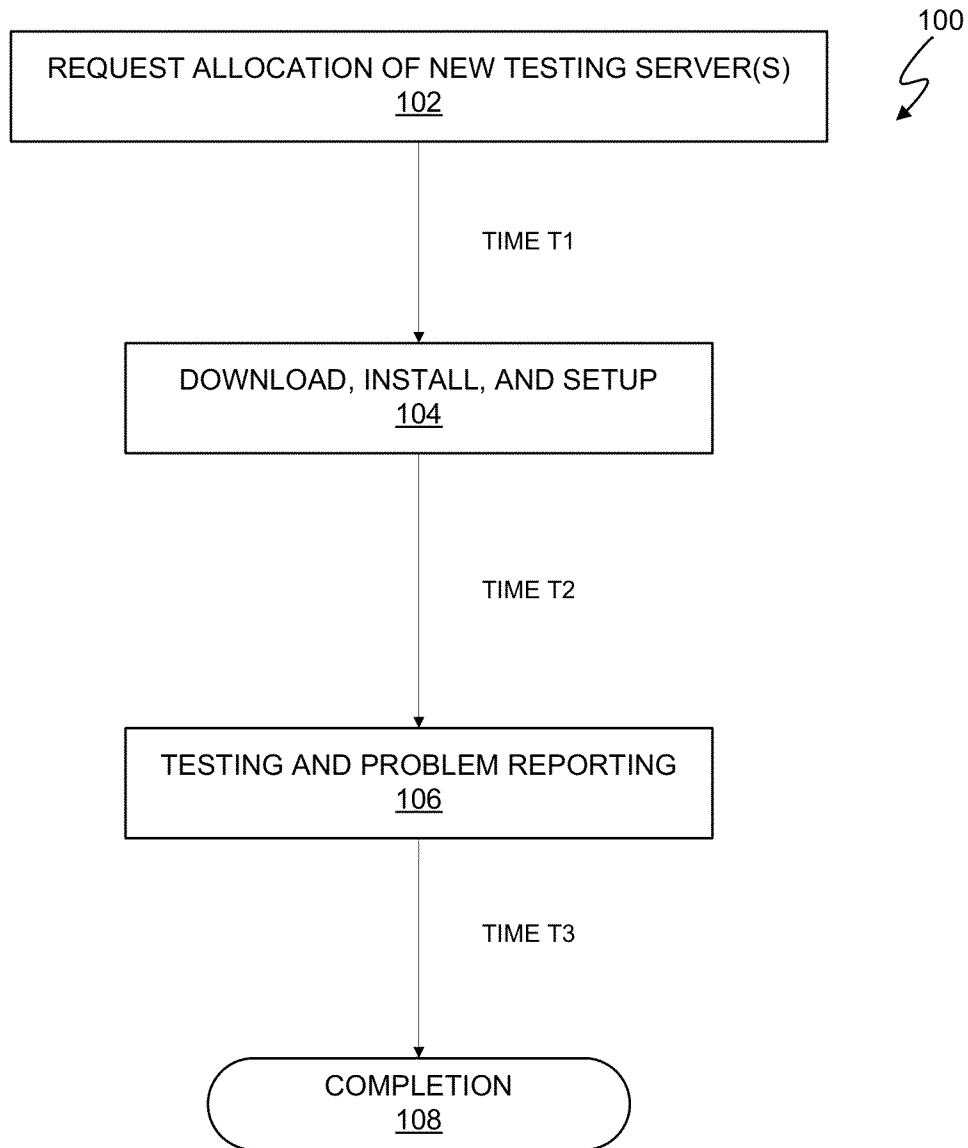 100
REQUEST ALLOCATION OF NEW TESTING SERVER(S)
102
TIME T1
DOWNLOAD, INSTALL, AND SETUP
104
TIME T2
TESTING AND PROBLEM REPORTING
106
TIME T3
COMPLETION
108